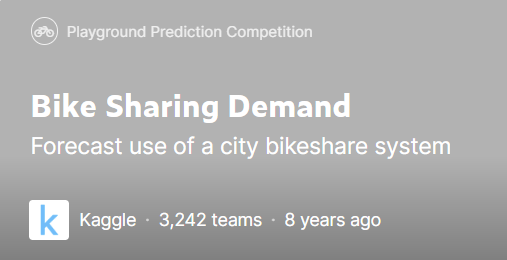 Playground Prediction Competition
Bike Sharing Demand
Forecast use of a city bikeshare system
k Kaggle · 3,242 teams · 8 years ago